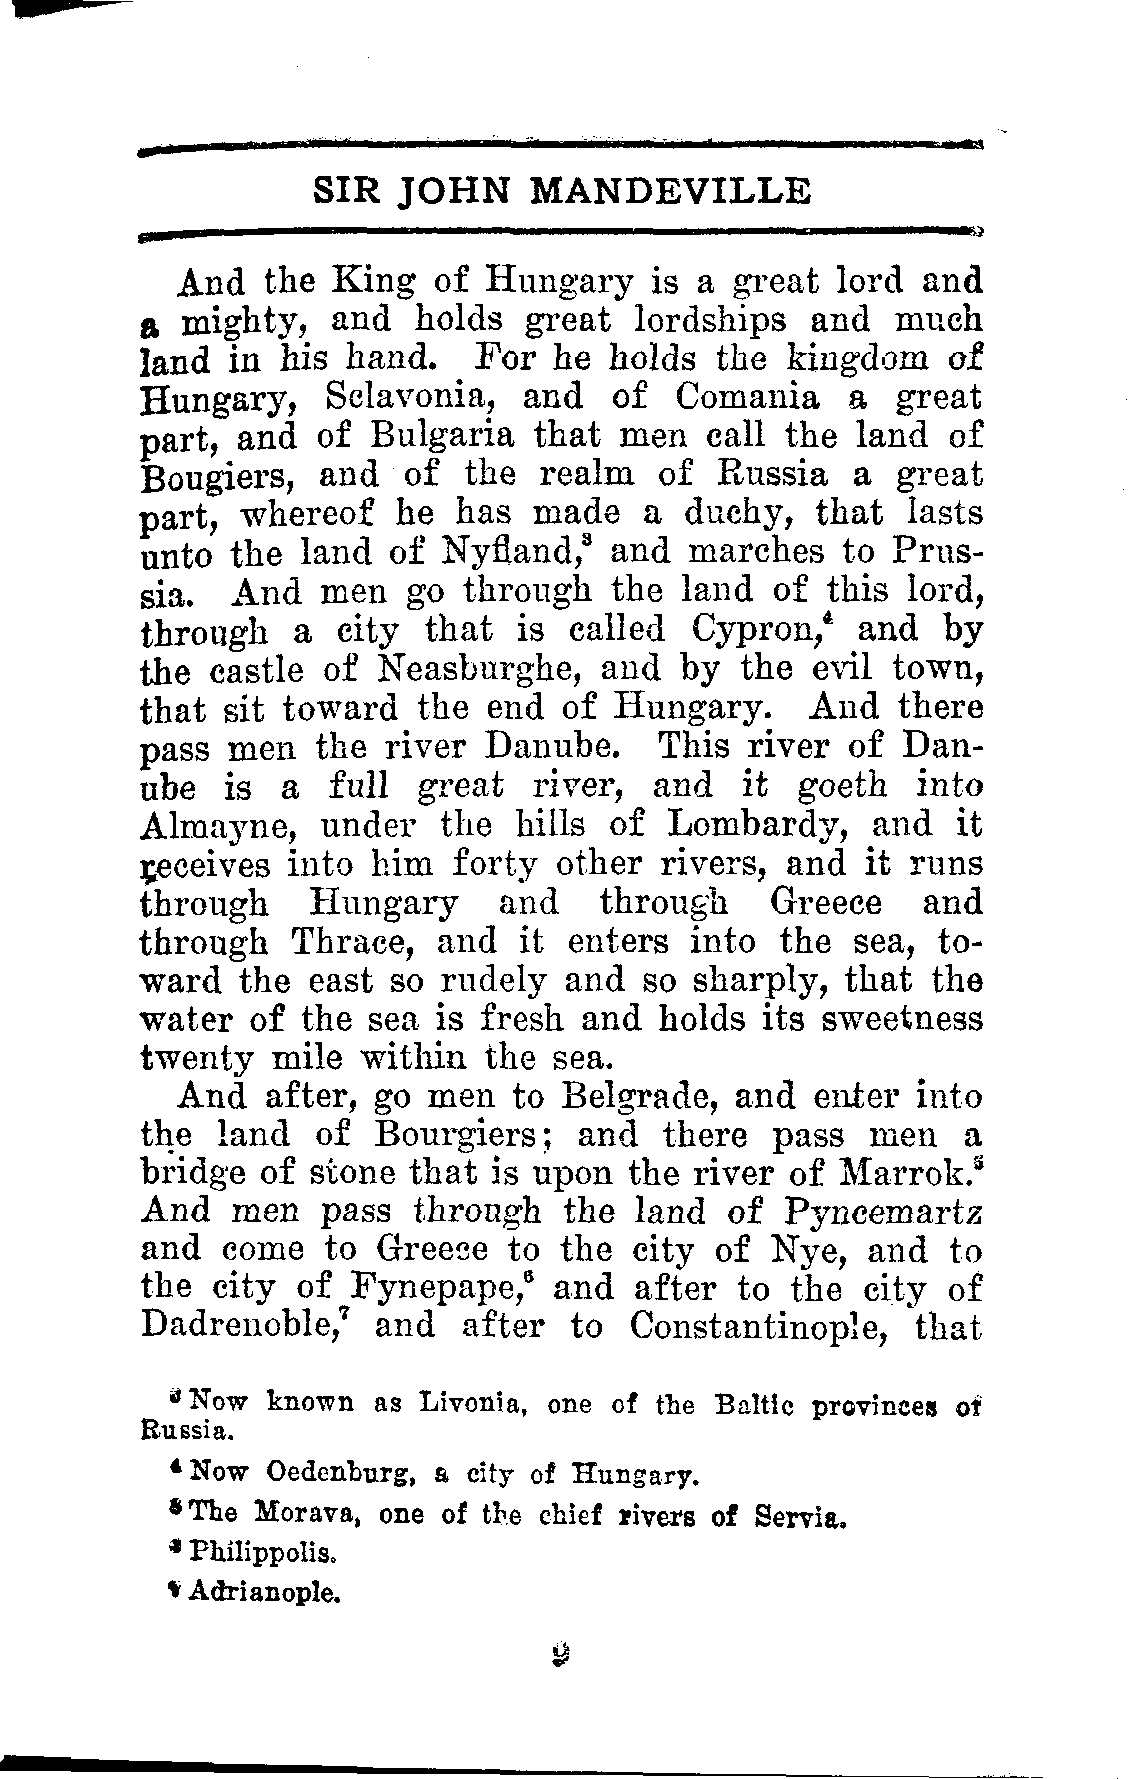 SIR JOHN MANDEVILLE
And the King of Hungary is a great lord and
a mighty, and holds great lordships and much
land in his hand. For he holds the kingdom of
Hungary, Sclavonia, and of Comania a great
part, and of Bulgaria that men call the land of
Bougiers, and of the realm of Russia a great
part, whereof he has made a duchy, that lasts
unto the land of Nyfland,³ and marches to Prus-
sia. And men go through the land of this lord,
through a city that is called Cypron,⁴ and by
the castle of Neasburghe, and by the evil town,
that sit toward the end of Hungary. And there
pass men the river Danube. This river of Dan-
ube is a full great river, and it goeth into
Almayne, under the hills of Lombardy, and it
receives into him forty other rivers, and it runs
through Hungary and through Greece and
through Thrace, and it enters into the sea, to-
ward the east so rudely and so sharply, that the
water of the sea is fresh and holds its sweetness
twenty mile within the sea.
And after, go men to Belgrade, and enter into
the land of Bourgiers; and there pass men a
bridge of stone that is upon the river of Marrok.⁵
And men pass through the land of Pyncemartz
and come to Greece to the city of Nye, and to
the city of Fynepape,⁶ and after to the city of
Dadrenoble,⁷ and after to Constantinople, that
³ Now known as Livonia, one of the Baltic provinces of
Russia.
⁴ Now Oedenburg, a city of Hungary.
⁵ The Morava, one of the chief rivers of Servia.
⁶ Philippolis.
⁷ Adrianople.
9